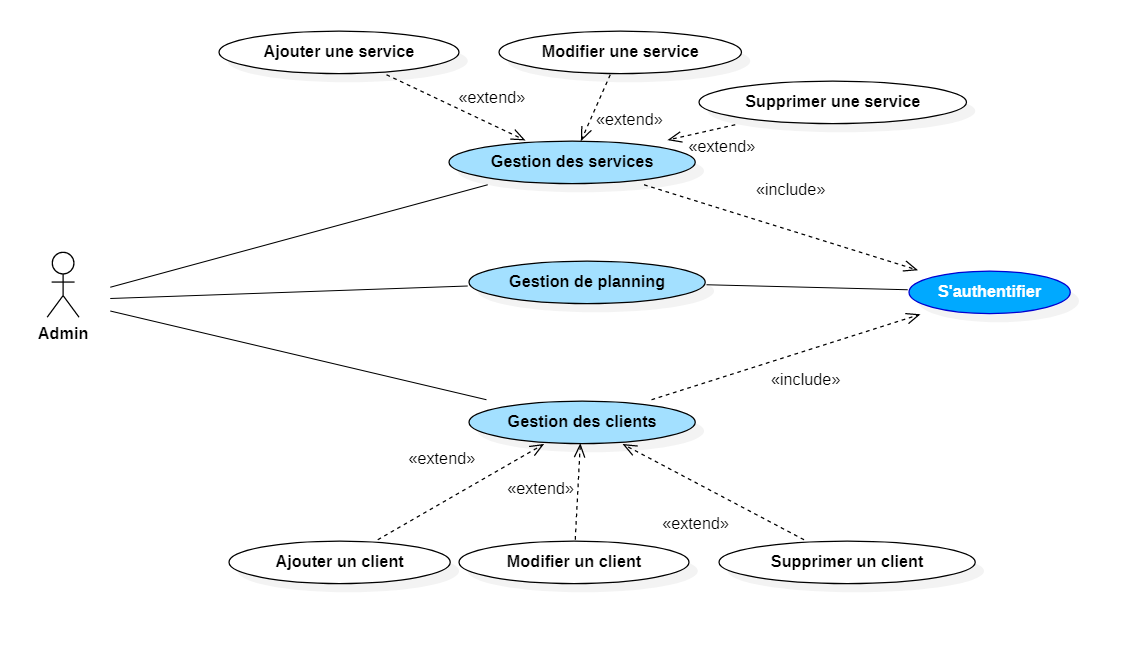 Ajouter une service
Modifier une service
Supprimer une service
«extend»
«extend»
«extend»
Gestion des services
«include»
Gestion de planning
S'authentifier
Admin
«include»
Gestion des clients
«extend»
«extend»
«extend»
Ajouter un client
Modifier un client
Supprimer un client